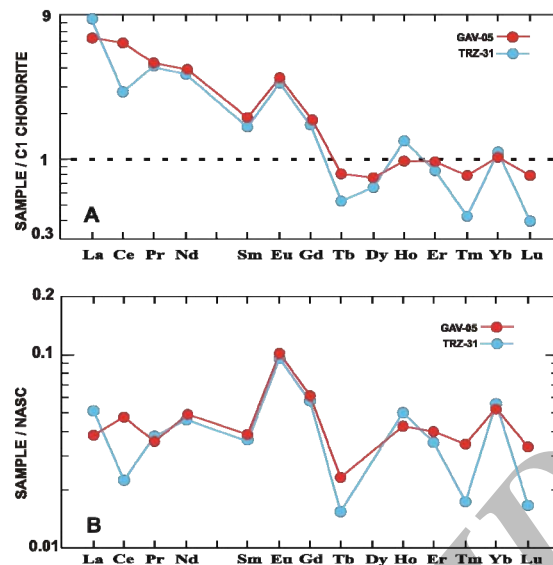 9
GAV-05
TRZ-31
SAMPLE / C1 CHONDRITE
1
A
0.3
La Ce Pr Nd Sm Eu Gd Tb Dy Ho Er Tm Yb Lu
0.2
GAV-05
TRZ-31
0.1
SAMPLE / NASC
B
0.01
La Ce Pr Nd Sm Eu Gd Tb Dy Ho Er Tm Yb Lu